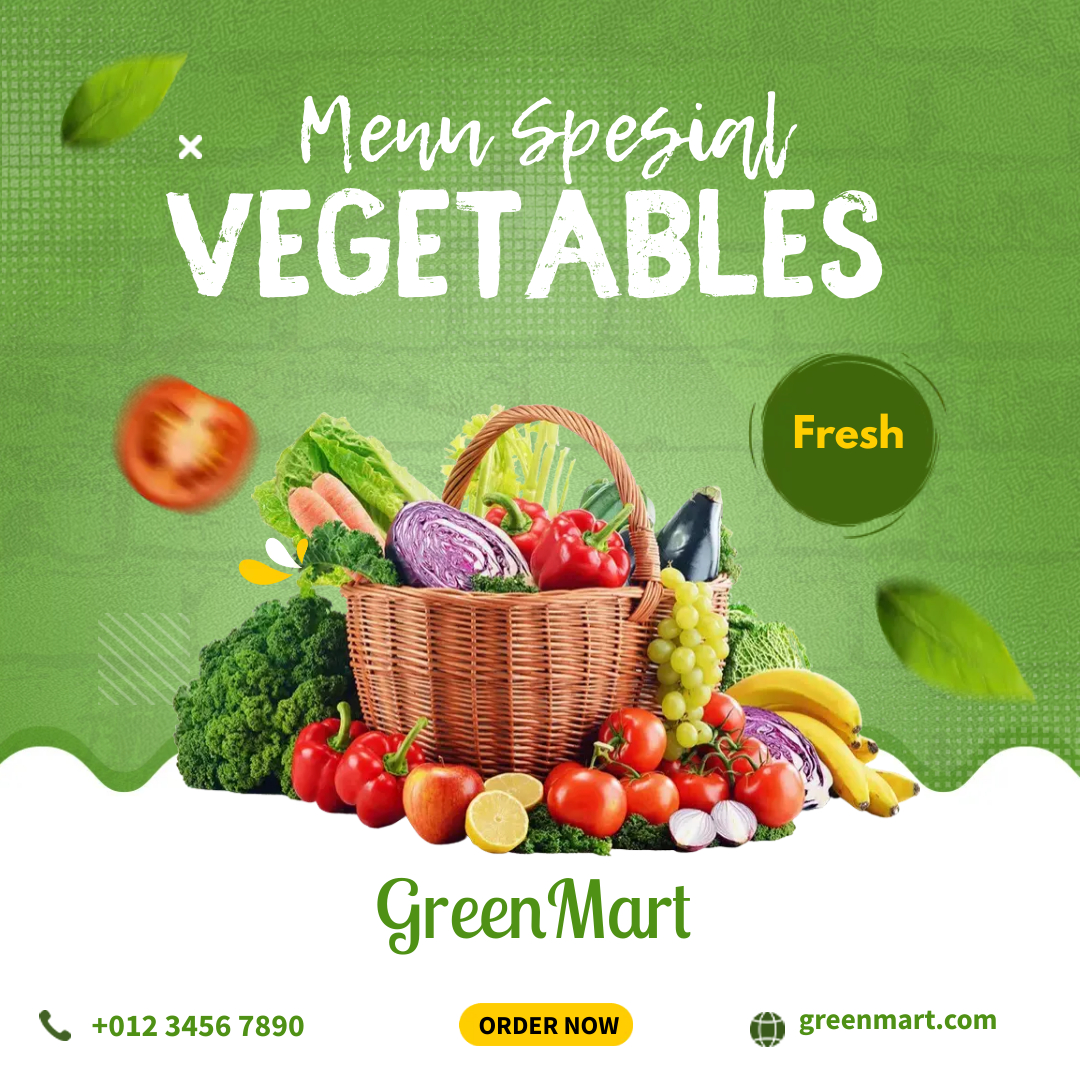 Menu Spesial
VEGETABLES
Fresh
GreenMart
+012 3456 7890
ORDER NOW
greenmart.com